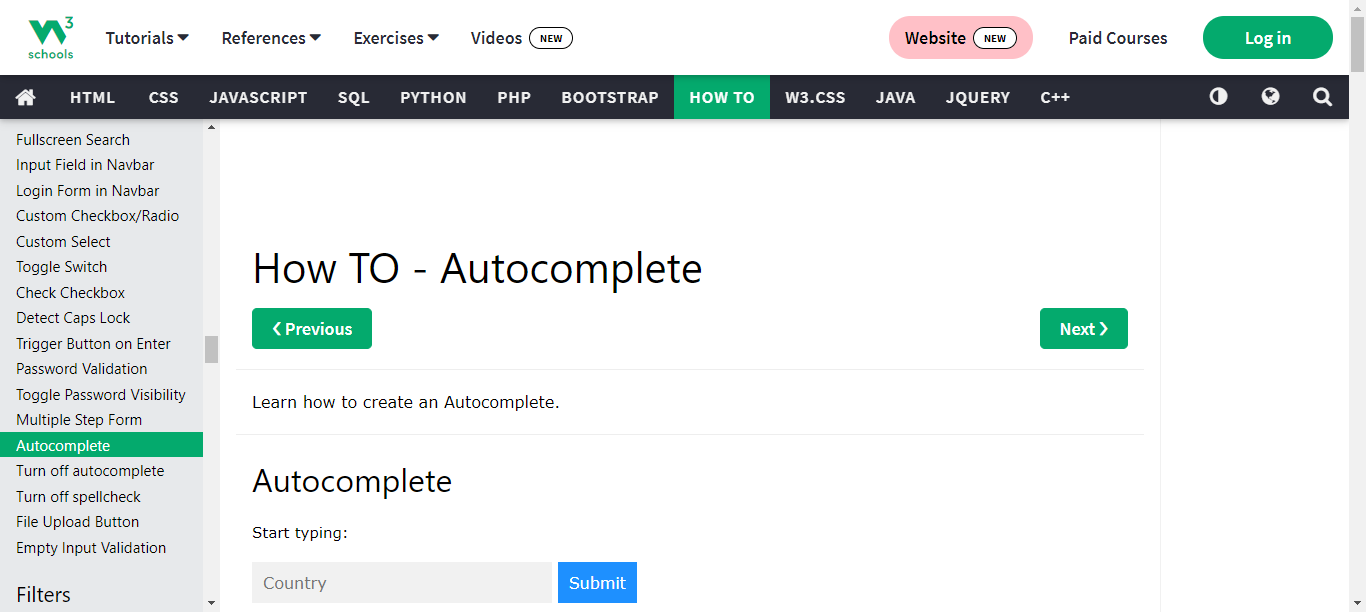 W3 schools
Tutorials References Exercises Videos NEW Website NEW Paid Courses Log in
HTML CSS JAVASCRIPT SQL PYTHON PHP BOOTSTRAP HOW TO W3.CSS JAVA JQUERY C++
Fullscreen Search
Input Field in Navbar
Login Form in Navbar
Custom Checkbox/Radio
Custom Select
Toggle Switch
Check Checkbox
Detect Caps Lock
Trigger Button on Enter
Password Validation
Toggle Password Visibility
Multiple Step Form
Autocomplete
Turn off autocomplete
Turn off spellcheck
File Upload Button
Empty Input Validation
Filters
How TO - Autocomplete
❮ Previous Next ❯
Learn how to create an Autocomplete.
Autocomplete
Start typing:
Country Submit